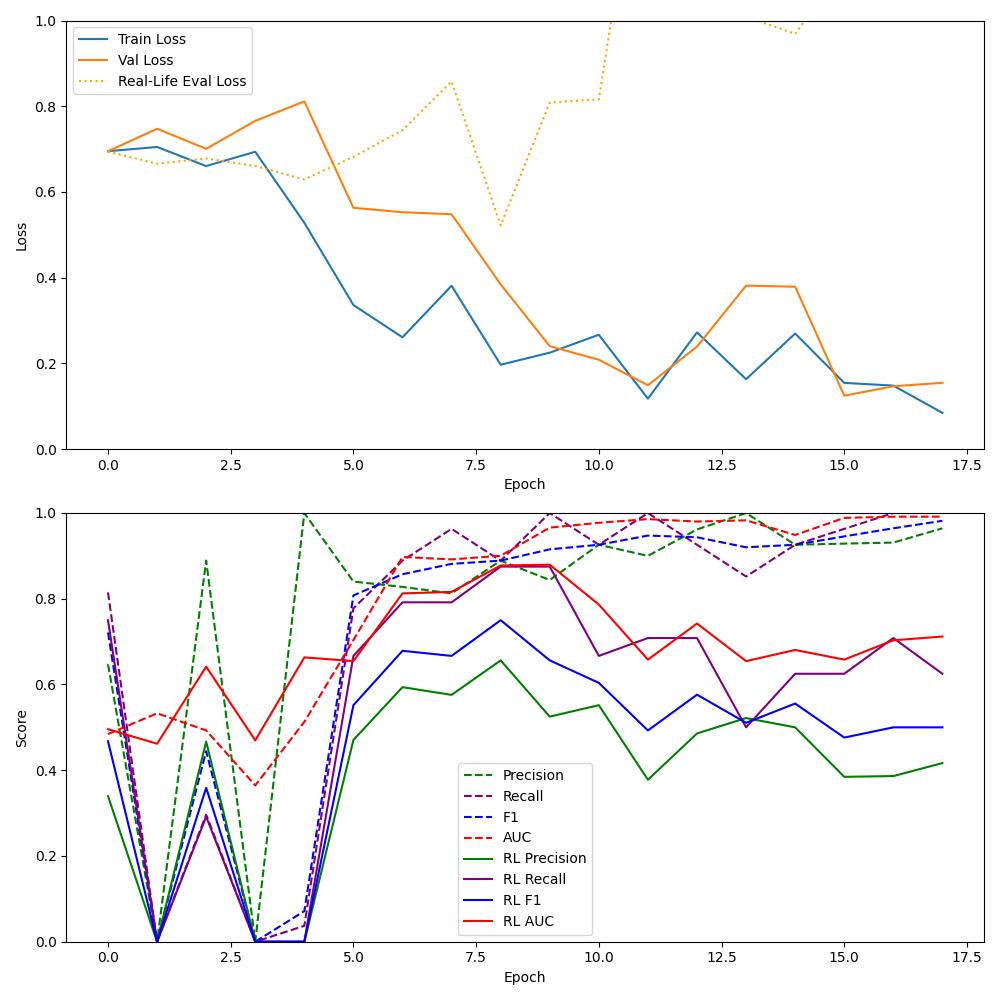 1.0
0.8
0.6
0.4
0.2
0.0
Loss
Train Loss
Val Loss
Real-Life Eval Loss
0.0 2.5 5.0 7.5 10.0 12.5 15.0 17.5
Epoch
1.0
0.8
0.6
0.4
0.2
0.0
Score
Precision
Recall
F1
AUC
RL Precision
RL Recall
RL F1
RL AUC
0.0 2.5 5.0 7.5 10.0 12.5 15.0 17.5
Epoch